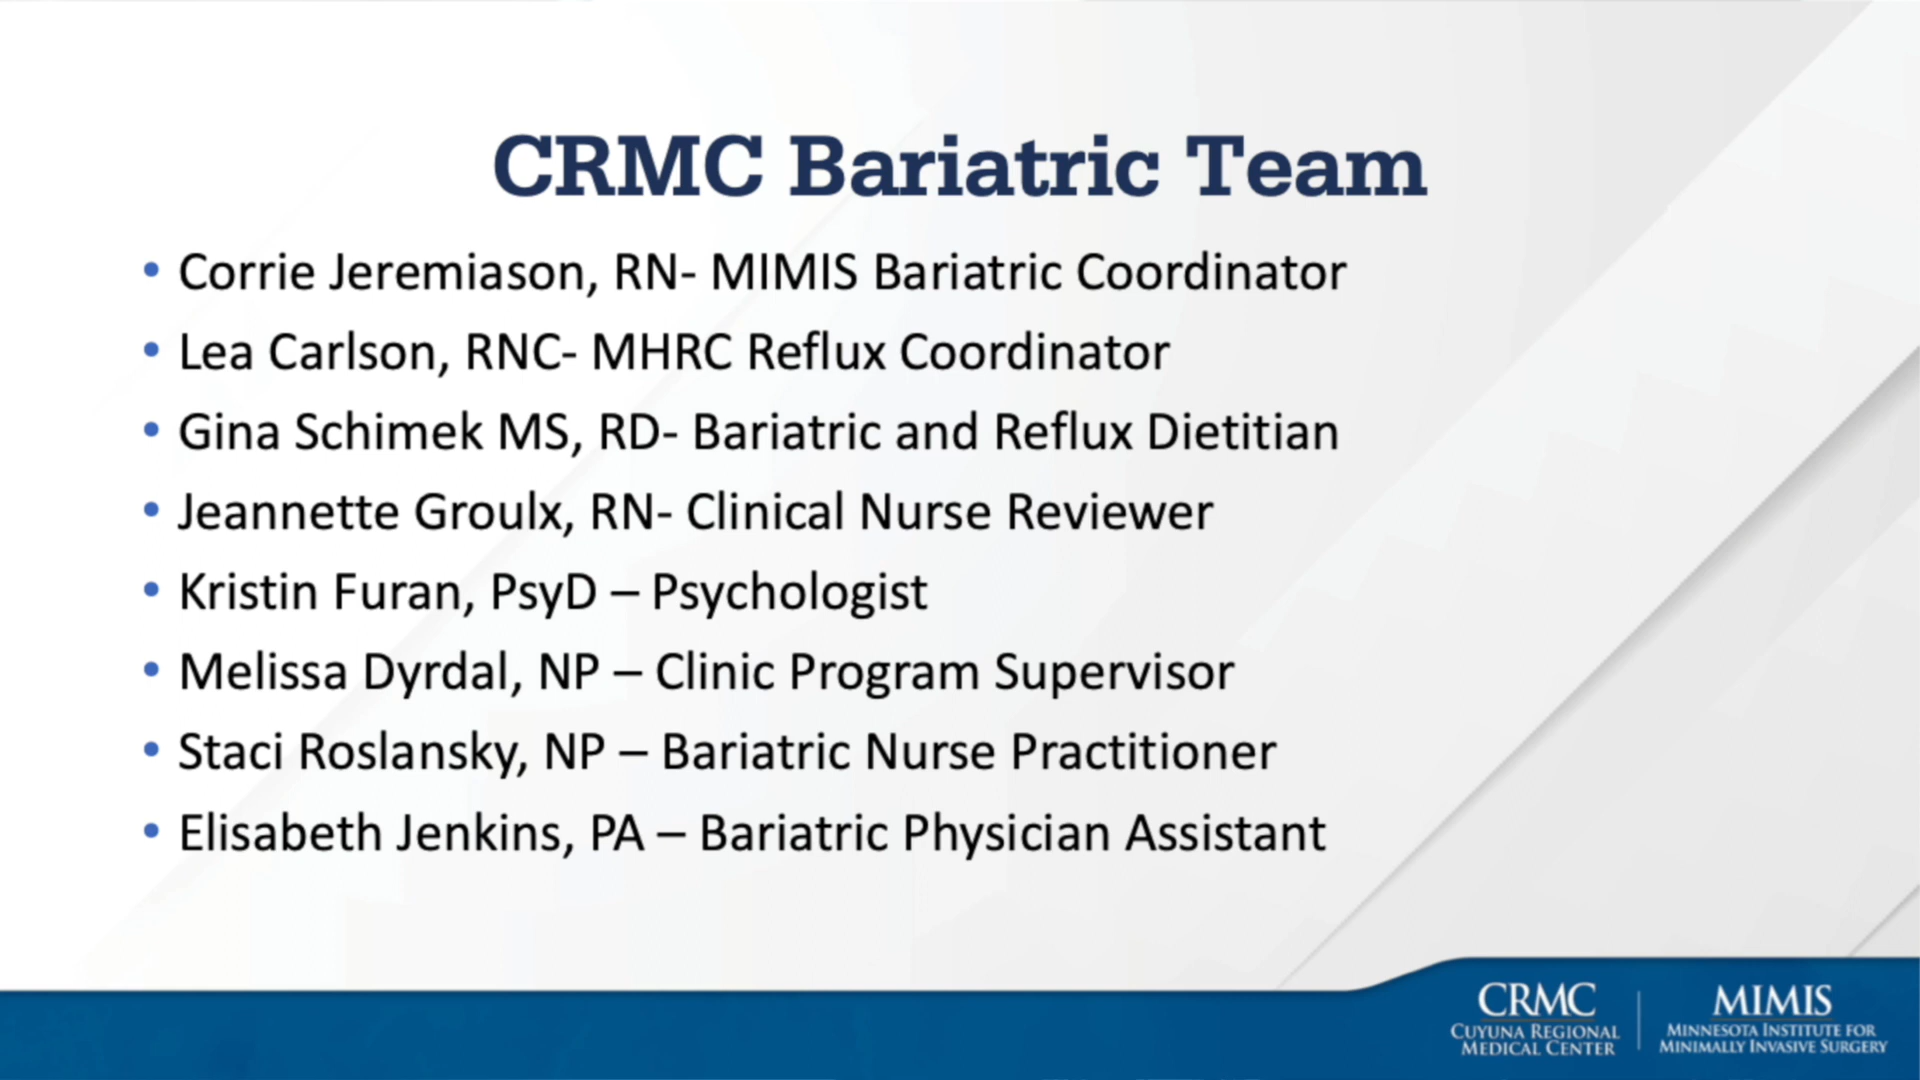 CRMC Bariatric Team
• Corrie Jeremiason, RN- MIMIS Bariatric Coordinator
• Lea Carlson, RNC- MHRC Reflux Coordinator
• Gina Schimek MS, RD- Bariatric and Reflux Dietitian
• Jeannette Groulx, RN- Clinical Nurse Reviewer
• Kristin Furan, PsyD – Psychologist
• Melissa Dyrdal, NP – Clinic Program Supervisor
• Staci Roslansky, NP – Bariatric Nurse Practitioner
• Elisabeth Jenkins, PA – Bariatric Physician Assistant
CRMC
CUYUNA REGIONAL
MEDICAL CENTER
MIMIS
MINNESOTA INSTITUTE FOR
MINIMALLY INVASIVE SURGERY